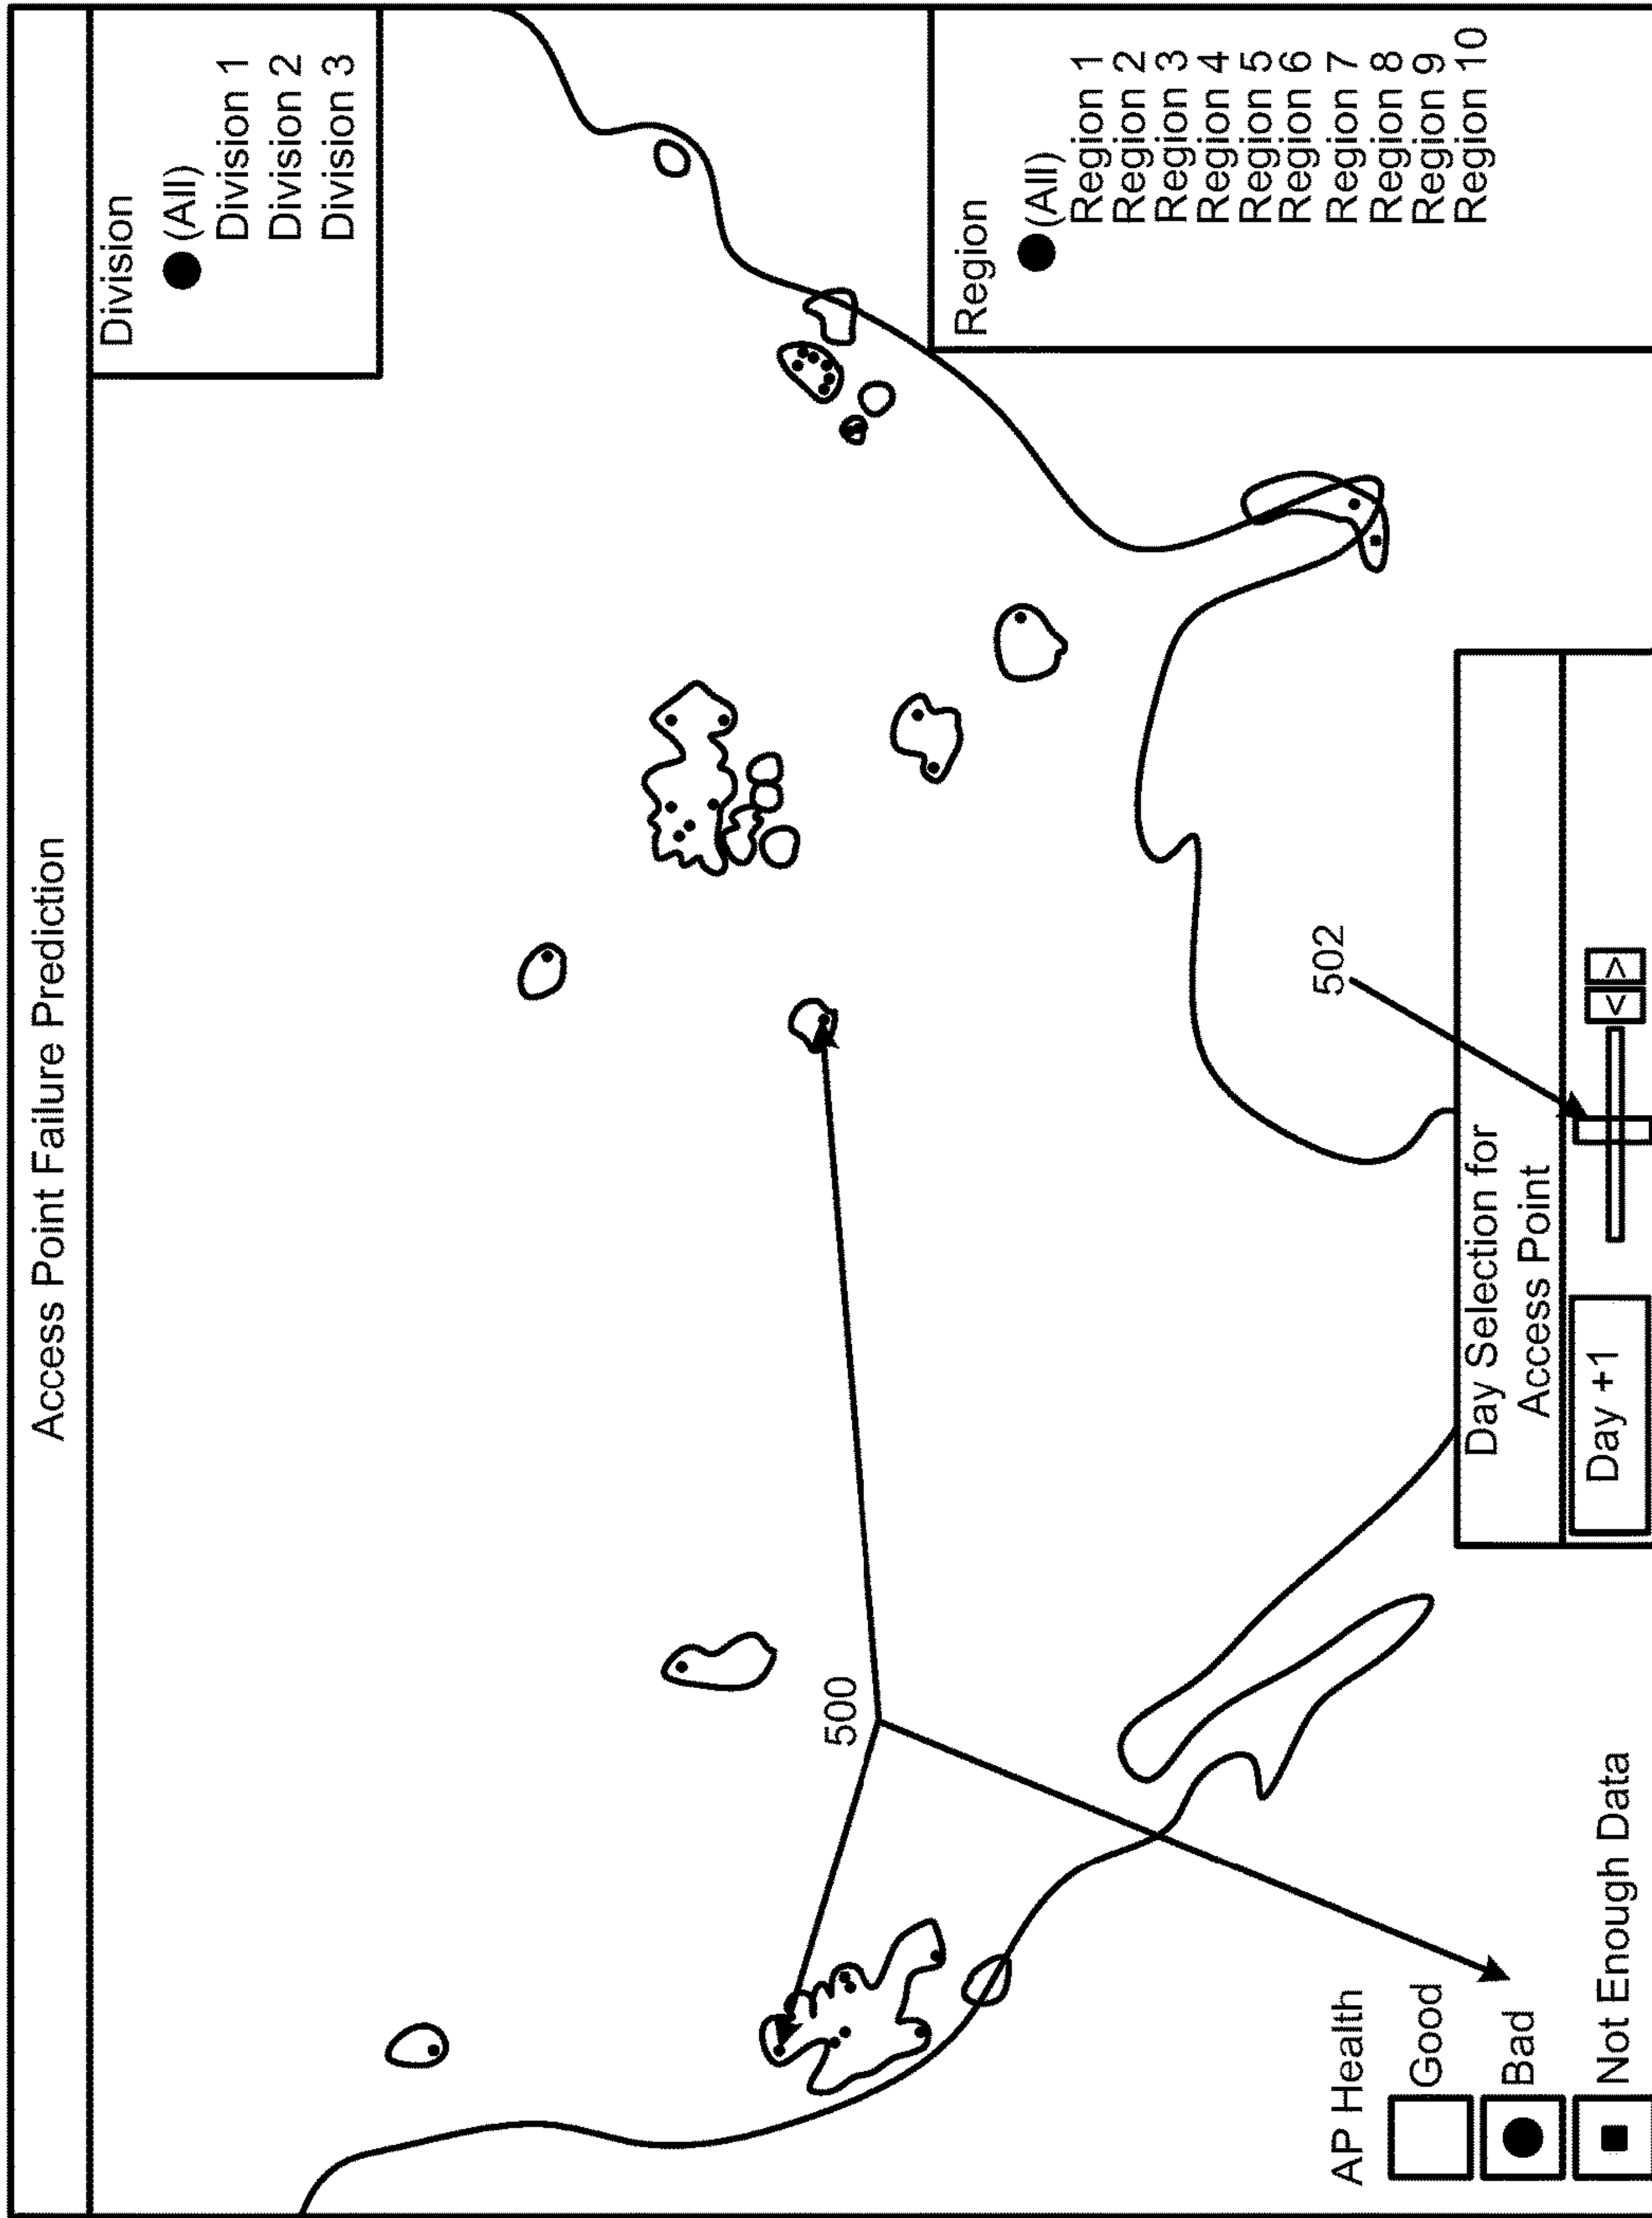 Access Point Failure Prediction
Division
(All)
Division 1
Division 2
Division 3
500
502
Region
(All)
Region 1
Region 2
Region 3
Region 4
Region 5
Region 6
Region 7
Region 8
Region 9
Region 10
AP Health
Good
Bad
Not Enough Data
Day Selection for
Access Point
Day +1
< >